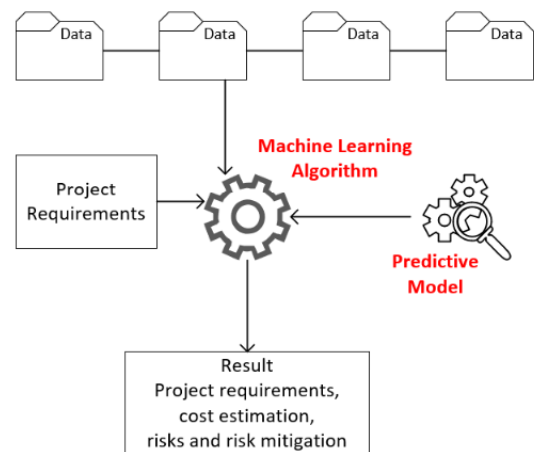 Data
Data
Data
Data
Machine Learning
Algorithm
Project
Requirements
Predictive
Model
Result
Project requirements,
cost estimation,
risks and risk mitigation